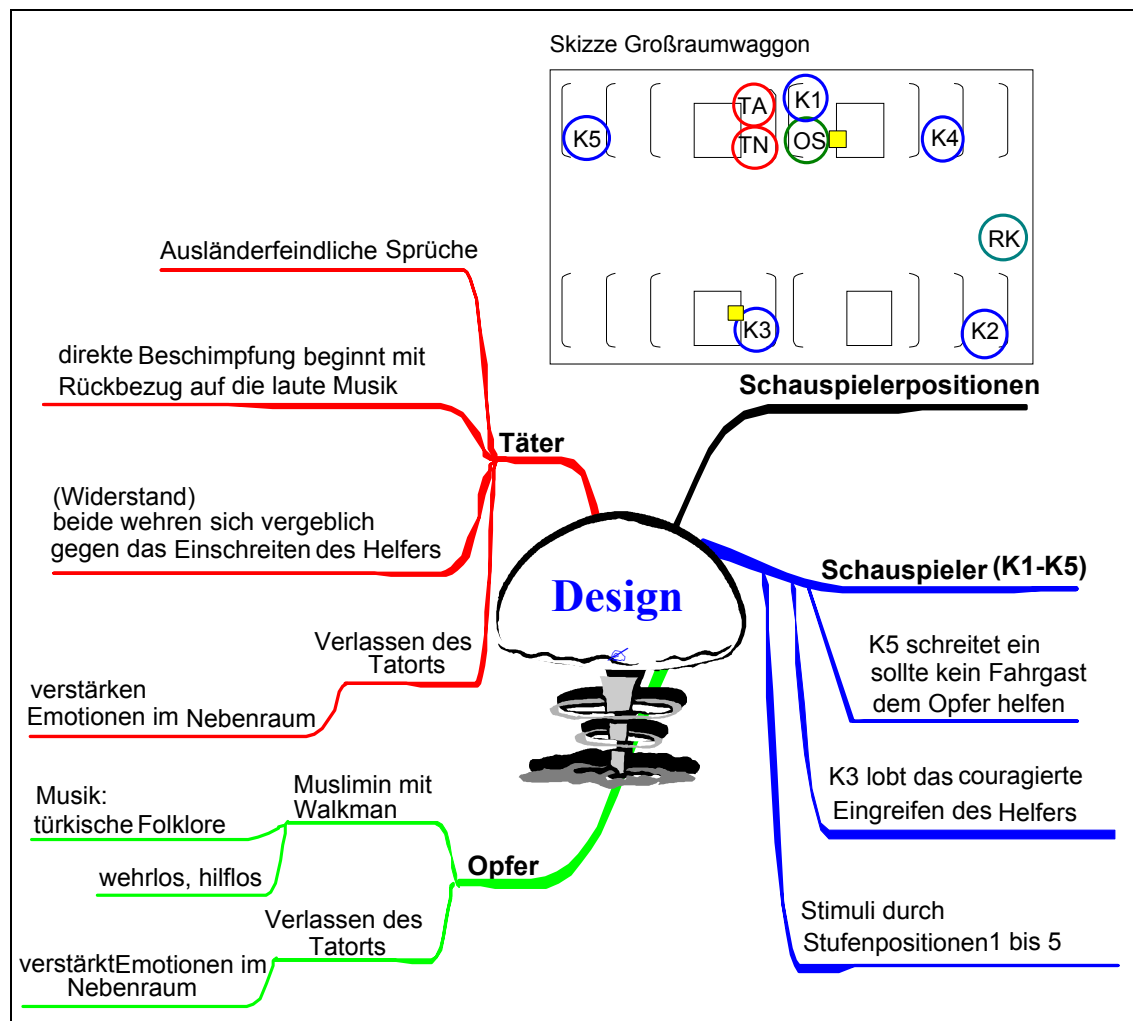 Skizze Großraumwaggon
TA
K1
K5
TN
OS
K4
RK
K3
K2
Schauspielerpositionen
Ausländerfeindliche Sprüche
direkte Beschimpfung beginnt mit
Rückbezug auf die laute Musik
Täter
(Widerstand)
beide wehren sich vergeblich
gegen das Einschreiten des Helfers
Verlassen des
Tatorts
verstärken
Emotionen im Nebenraum
Design
Schauspieler (K1-K5)
K5 schreitet ein
sollte kein Fahrgast
dem Opfer helfen
K3 lobt das couragierte
Eingreifen des Helfers
Stimuli durch
Stufenpositionen1 bis 5
Musik:
türkische Folklore
Muslimin mit
Walkman
wehrlos, hilflos
Opfer
Verlassen des
Tatorts
verstärktEmotionen im
Nebenraum